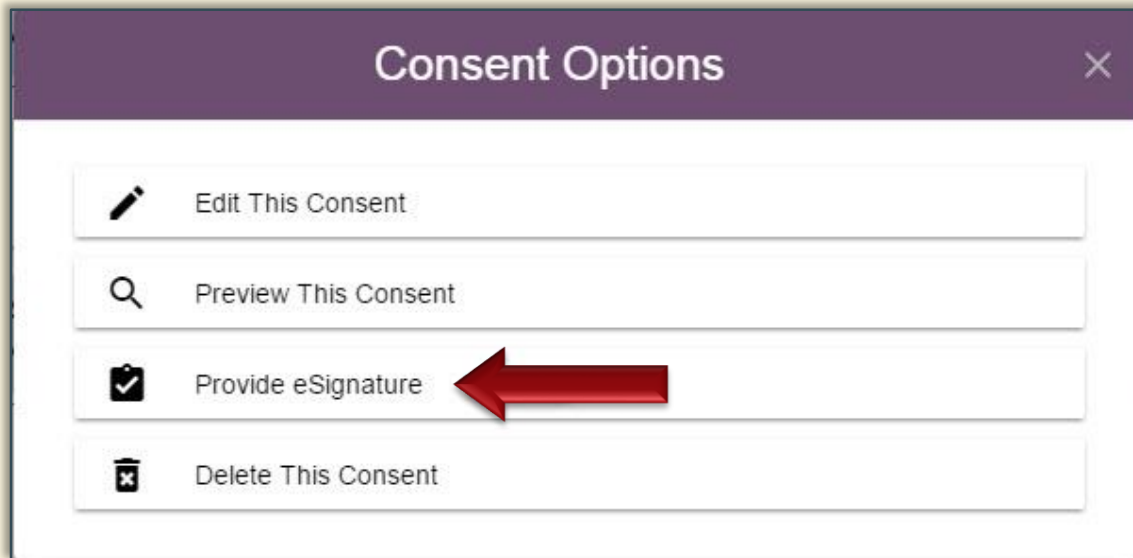 Consent Options
Edit This Consent
Preview This Consent
Provide eSignature
Delete This Consent